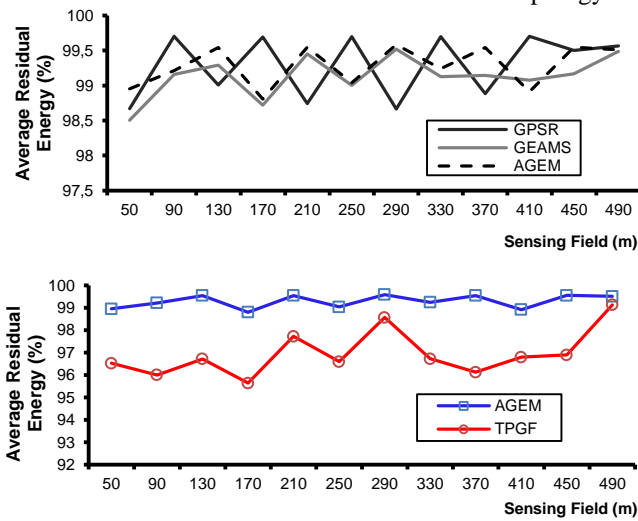 100
99,5
99
98,5
98
97,5
Average Residual
Energy (%)
GPSR
GEAMS
AGEM
50 90 130 170 210 250 290 330 370 410 450 490
Sensing Field (m)
100
99
98
97
96
95
94
93
92
Average Residual
Energy (%)
AGEM
TPGF
50 90 130 170 210 250 290 330 370 410 450 490
Sensing Field (m)